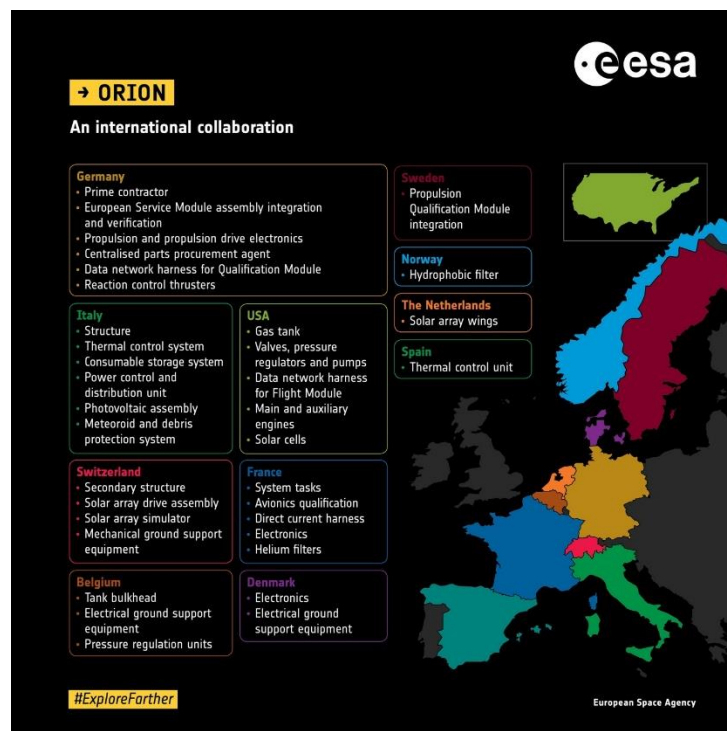 esa
→ ORION
An international collaboration
Germany
• Prime contractor
• European Service Module assembly integration
and verification
• Propulsion and propulsion drive electronics
• Centralised parts procurement agent
• Data network harness for Qualification Module
• Reaction control thrusters
Sweden
• Propulsion
Qualification Module
integration
Norway
• Hydrophobic filter
The Netherlands
• Solar array wings
Spain
• Thermal control unit
Italy
• Structure
• Thermal control system
• Consumable storage system
• Power control and
distribution unit
• Photovoltaic assembly
• Meteoroid and debris
protection system
USA
• Gas tank
• Valves, pressure
regulators and pumps
• Data network harness
for Flight Module
• Main and auxiliary
engines
• Solar cells
Switzerland
• Secondary structure
• Solar array drive assembly
• Solar array simulator
• Mechanical ground support
equipment
France
• System tasks
• Avionics qualification
• Direct current harness
• Electronics
• Helium filters
Belgium
• Tank bulkhead
• Electrical ground support
equipment
• Pressure regulation units
Denmark
• Electronics
• Electrical ground
support equipment
#ExploreFarther
European Space Agency